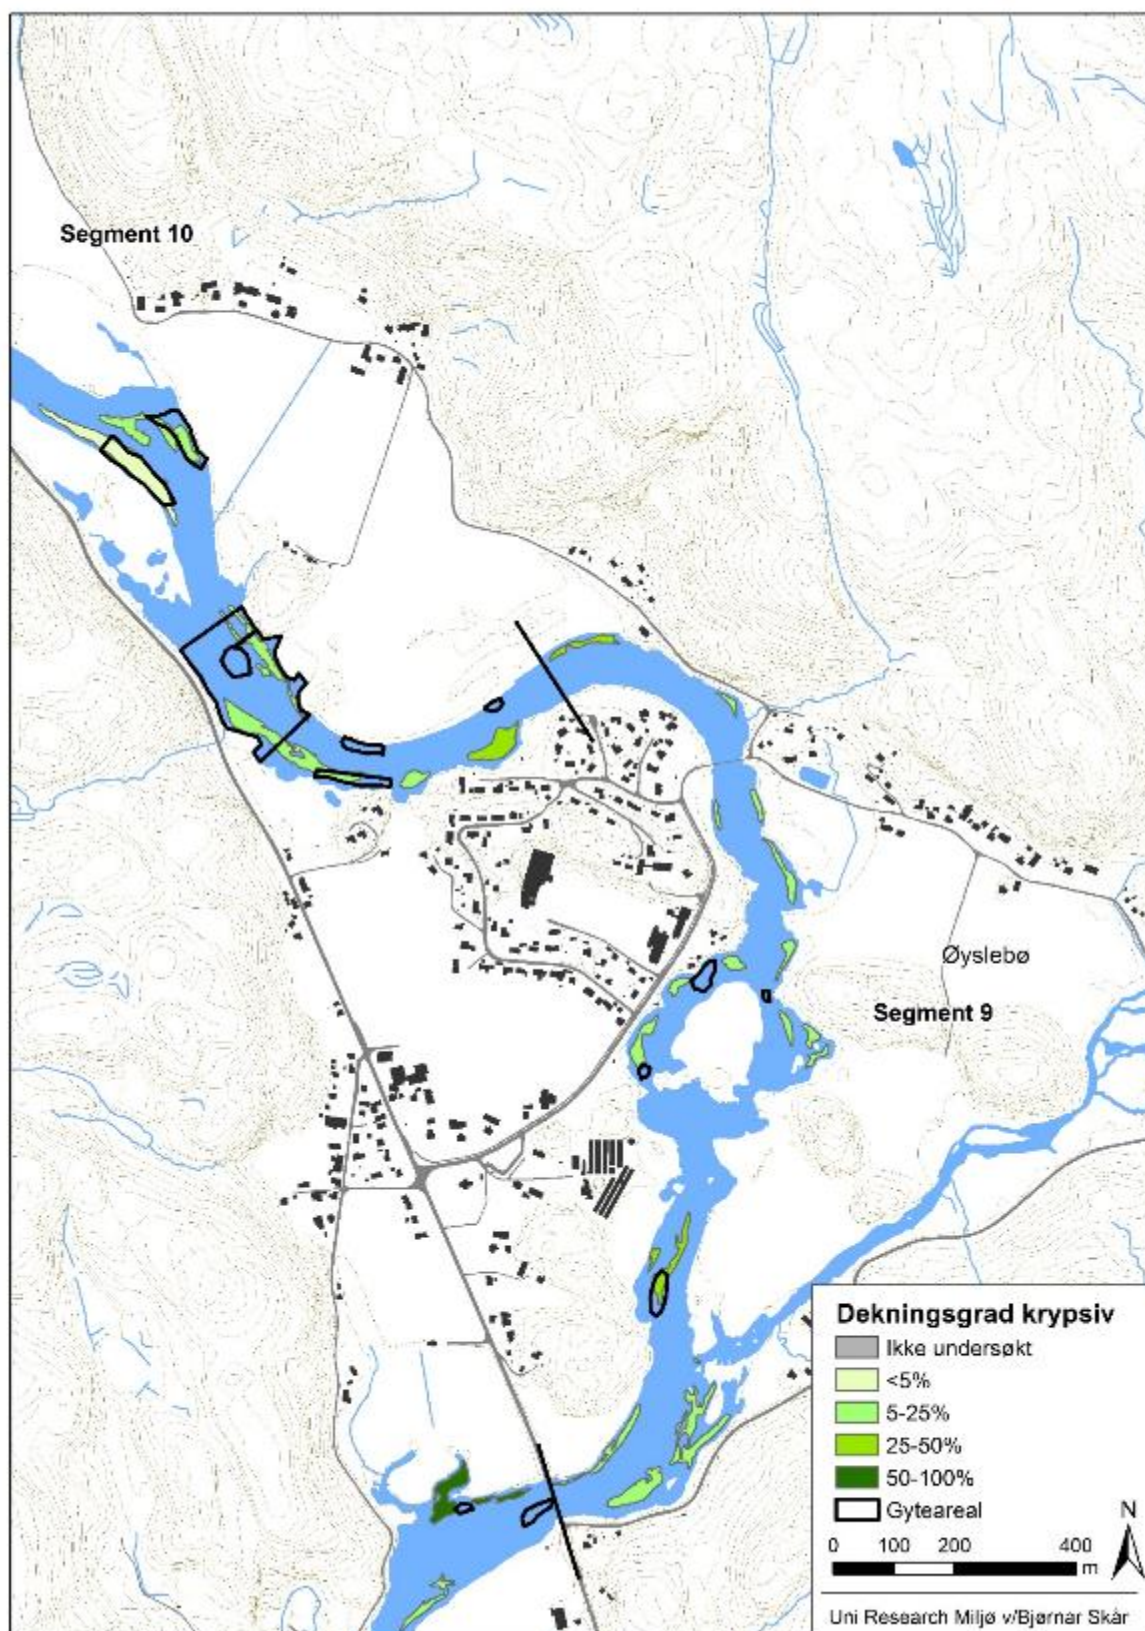 Segment 10
Øyslebø
Segment 9
Dekningsgrad krypsiv
Ikke undersøkt
<5%
5-25%
25-50%
50-100%
Gyteareal
N
0 100 200 400
m
Uni Research Miljø v/Bjørnar Skår